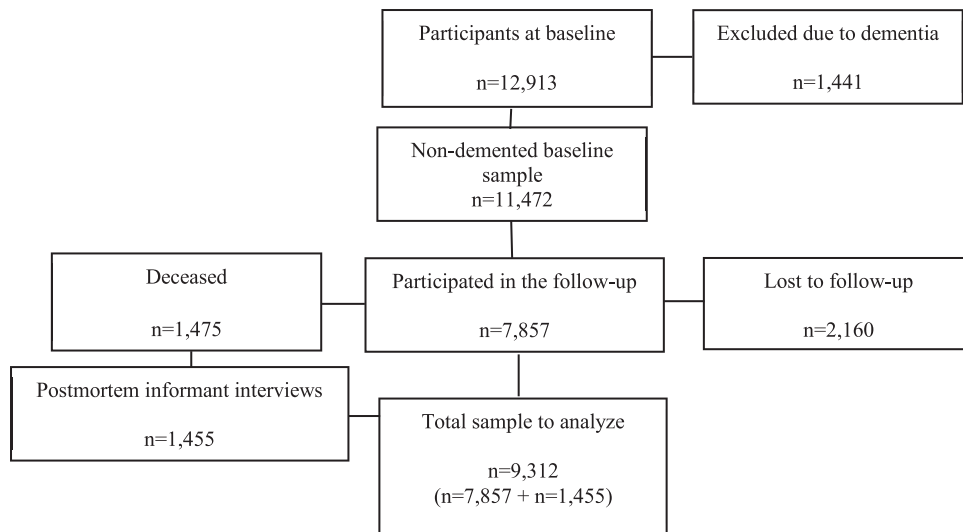 Participants at baseline
n=12,913
Excluded due to dementia
n=1,441
Non-demented baseline
sample
n=11,472
Deceased
n=1,475
Participated in the follow-up
n=7,857
Lost to follow-up
n=2,160
Postmortem informant interviews
n=1,455
Total sample to analyze
n=9,312
(n=7,857 + n=1,455)